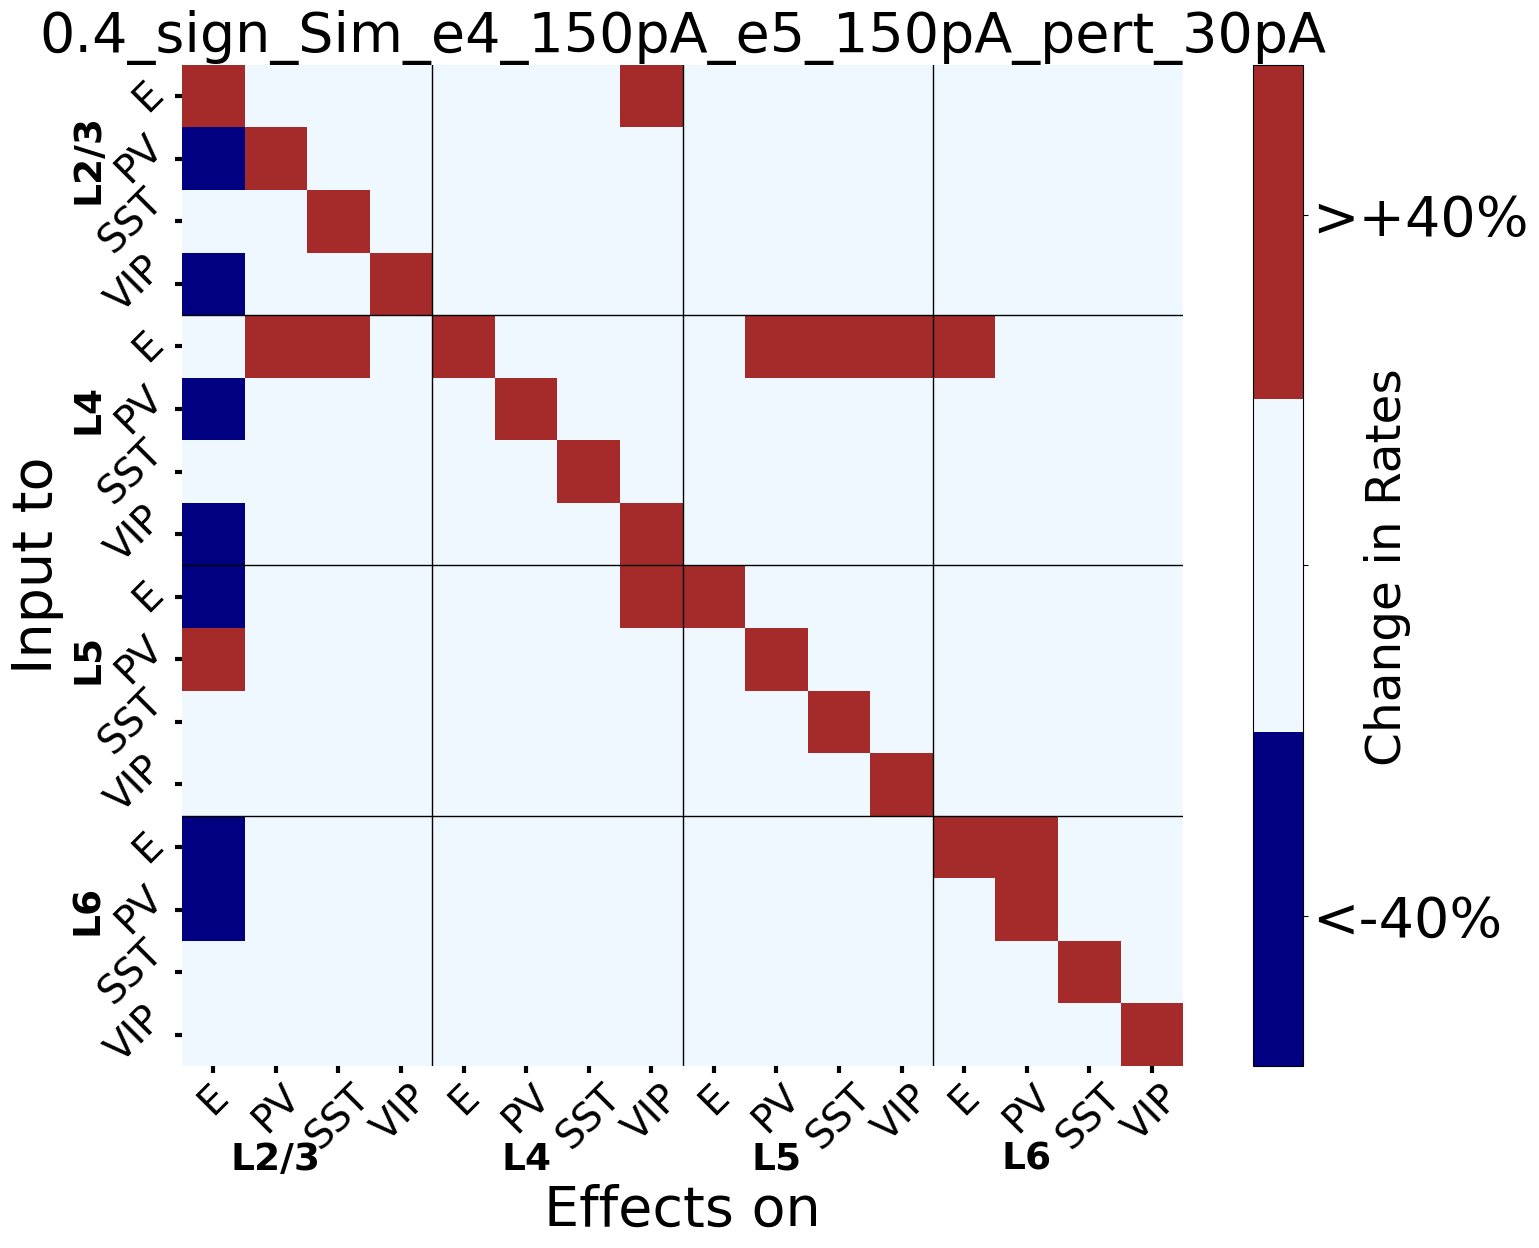 0.4_sign_Sim_e4_150pA_e5_150pA_pert_30pA
Input to
L2/3
E
PV
SST
VIP
L4
E
PV
SST
VIP
L5
E
PV
SST
VIP
L6
E
PV
SST
VIP
E PV SST VIP E PV SST VIP E PV SST VIP E PV SST VIP
L2/3 L4 L5 L6
Effects on
>+40%
<-40%
Change in Rates